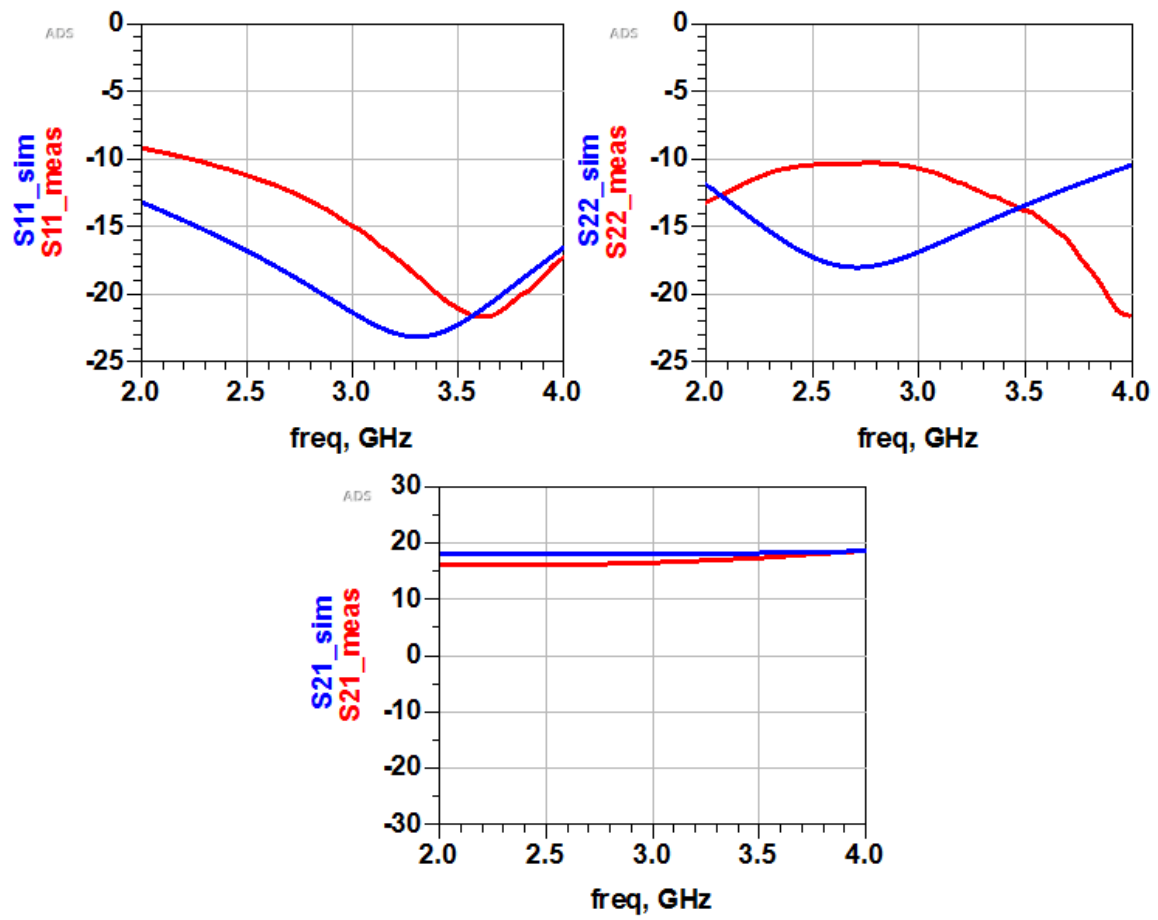 ADS
0
-5
-10
-15
-20
-25
S11_sim
S11_meas
2.0 2.5 3.0 3.5 4.0
freq, GHz
ADS
0
-5
-10
-15
-20
-25
S22_sim
S22_meas
2.0 2.5 3.0 3.5 4.0
freq, GHz
ADS
30
20
10
0
-10
-20
-30
S21_sim
S21_meas
2.0 2.5 3.0 3.5 4.0
freq, GHz